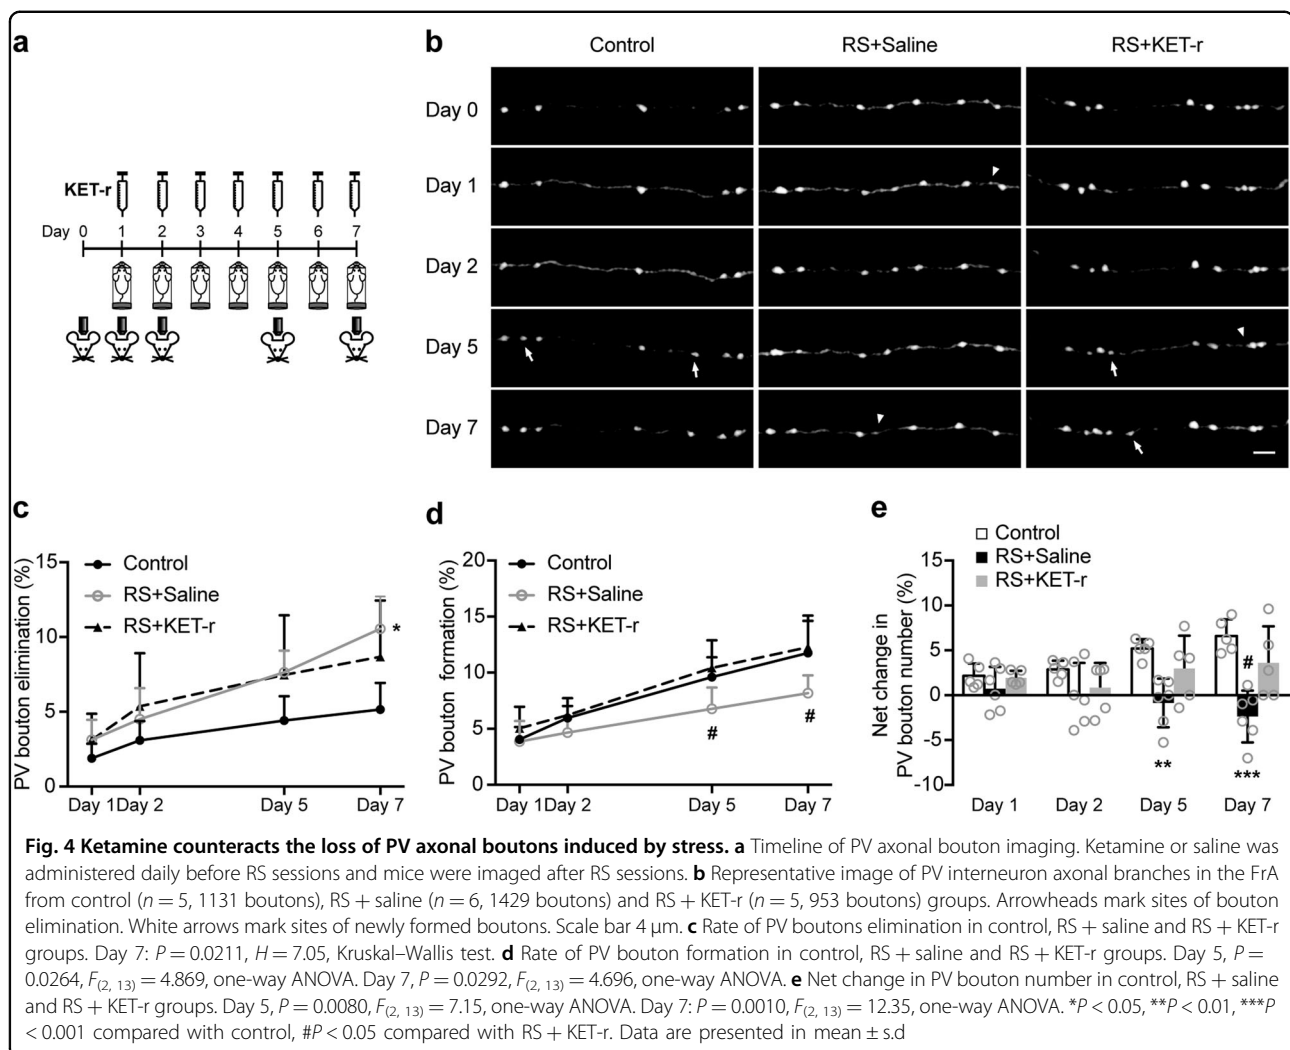 a
KET-r
Day 0 1 2 3 4 5 6 7
b
Control RS+Saline RS+KET-r
Day 0
Day 1
Day 2
Day 5
Day 7
c
PV bouton elimination (%)
15
10
5
0
Control
RS+Saline
RS+KET-r
*
Day 1 Day 2 Day 5 Day 7
d
PV bouton formation (%)
20
15
10
5
0
Control
RS+Saline
RS+KET-r
# #
Day 1 Day 2 Day 5 Day 7
e
Net change in
PV bouton number (%)
15
10
5
0
-5
-10
Control
RS+Saline
RS+KET-r
#
** ***
Day 1 Day 2 Day 5 Day 7
Fig. 4 Ketamine counteracts the loss of PV axonal boutons induced by stress. a Timeline of PV axonal bouton imaging. Ketamine or saline was
administered daily before RS sessions and mice were imaged after RS sessions. b Representative image of PV interneuron axonal branches in the FrA
from control (n = 5, 1131 boutons), RS + saline (n = 6, 1429 boutons) and RS + KET-r (n = 5, 953 boutons) groups. Arrowheads mark sites of bouton
elimination. White arrows mark sites of newly formed boutons. Scale bar 4 μm. c Rate of PV boutons elimination in control, RS + saline and RS + KET-r
groups. Day 7: P = 0.0211, H = 7.05, Kruskal–Wallis test. d Rate of PV bouton formation in control, RS + saline and RS + KET-r groups. Day 5, P =
0.0264, F(2, 13) = 4.869, one-way ANOVA. Day 7, P = 0.0292, F(2, 13) = 4.696, one-way ANOVA. e Net change in PV bouton number in control, RS + saline
and RS + KET-r groups. Day 5, P = 0.0080, F(2, 13) = 7.15, one-way ANOVA. Day 7: P = 0.0010, F(2, 13) = 12.35, one-way ANOVA. *P < 0.05, **P < 0.01, ***P
< 0.001 compared with control, #P < 0.05 compared with RS + KET-r. Data are presented in mean ± s.d